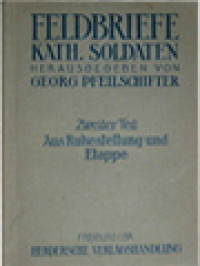 FELDBRIEFE
KATH. SOLDATEN
HERAUSGEGEBEN VON
GEORG PFEILSCHIFTER
Zweiter Teil
Aus Ruhestellung und
Etappe
FREIBURG I. BR.
HERDERSCHE VERLAGSHANDLUNG